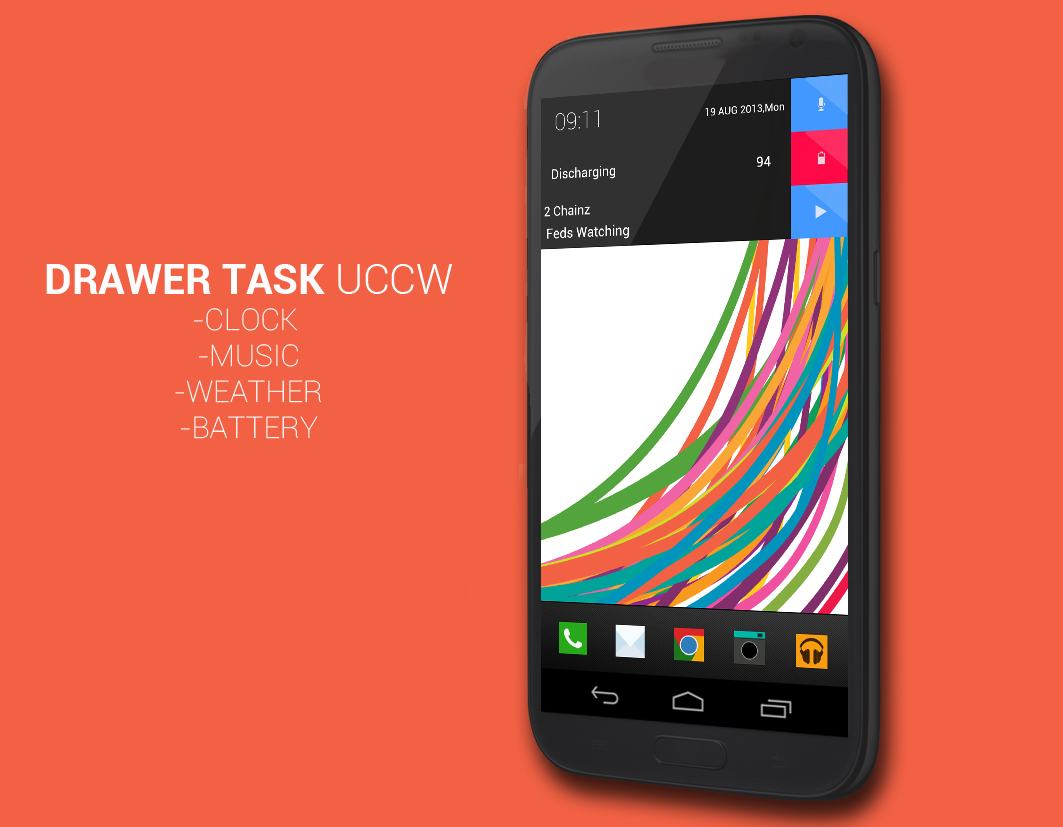 DRAWER TASK UCCW
-CLOCK
-MUSIC
-WEATHER
-BATTERY
09:11
19 AUG 2013,Mon
Discharging
94
2 Chainz
Feds Watching